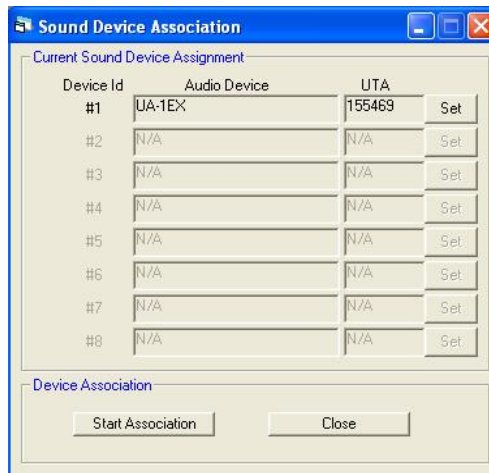 Sound Device Association
Current Sound Device Assignment
Device Id Audio Device UTA
#1 UA-1EX 155469 Set
#2 N/A N/A Set
#3 N/A N/A Set
#4 N/A N/A Set
#5 N/A N/A Set
#6 N/A N/A Set
#7 N/A N/A Set
#8 N/A N/A Set
Device Association
Start Association Close